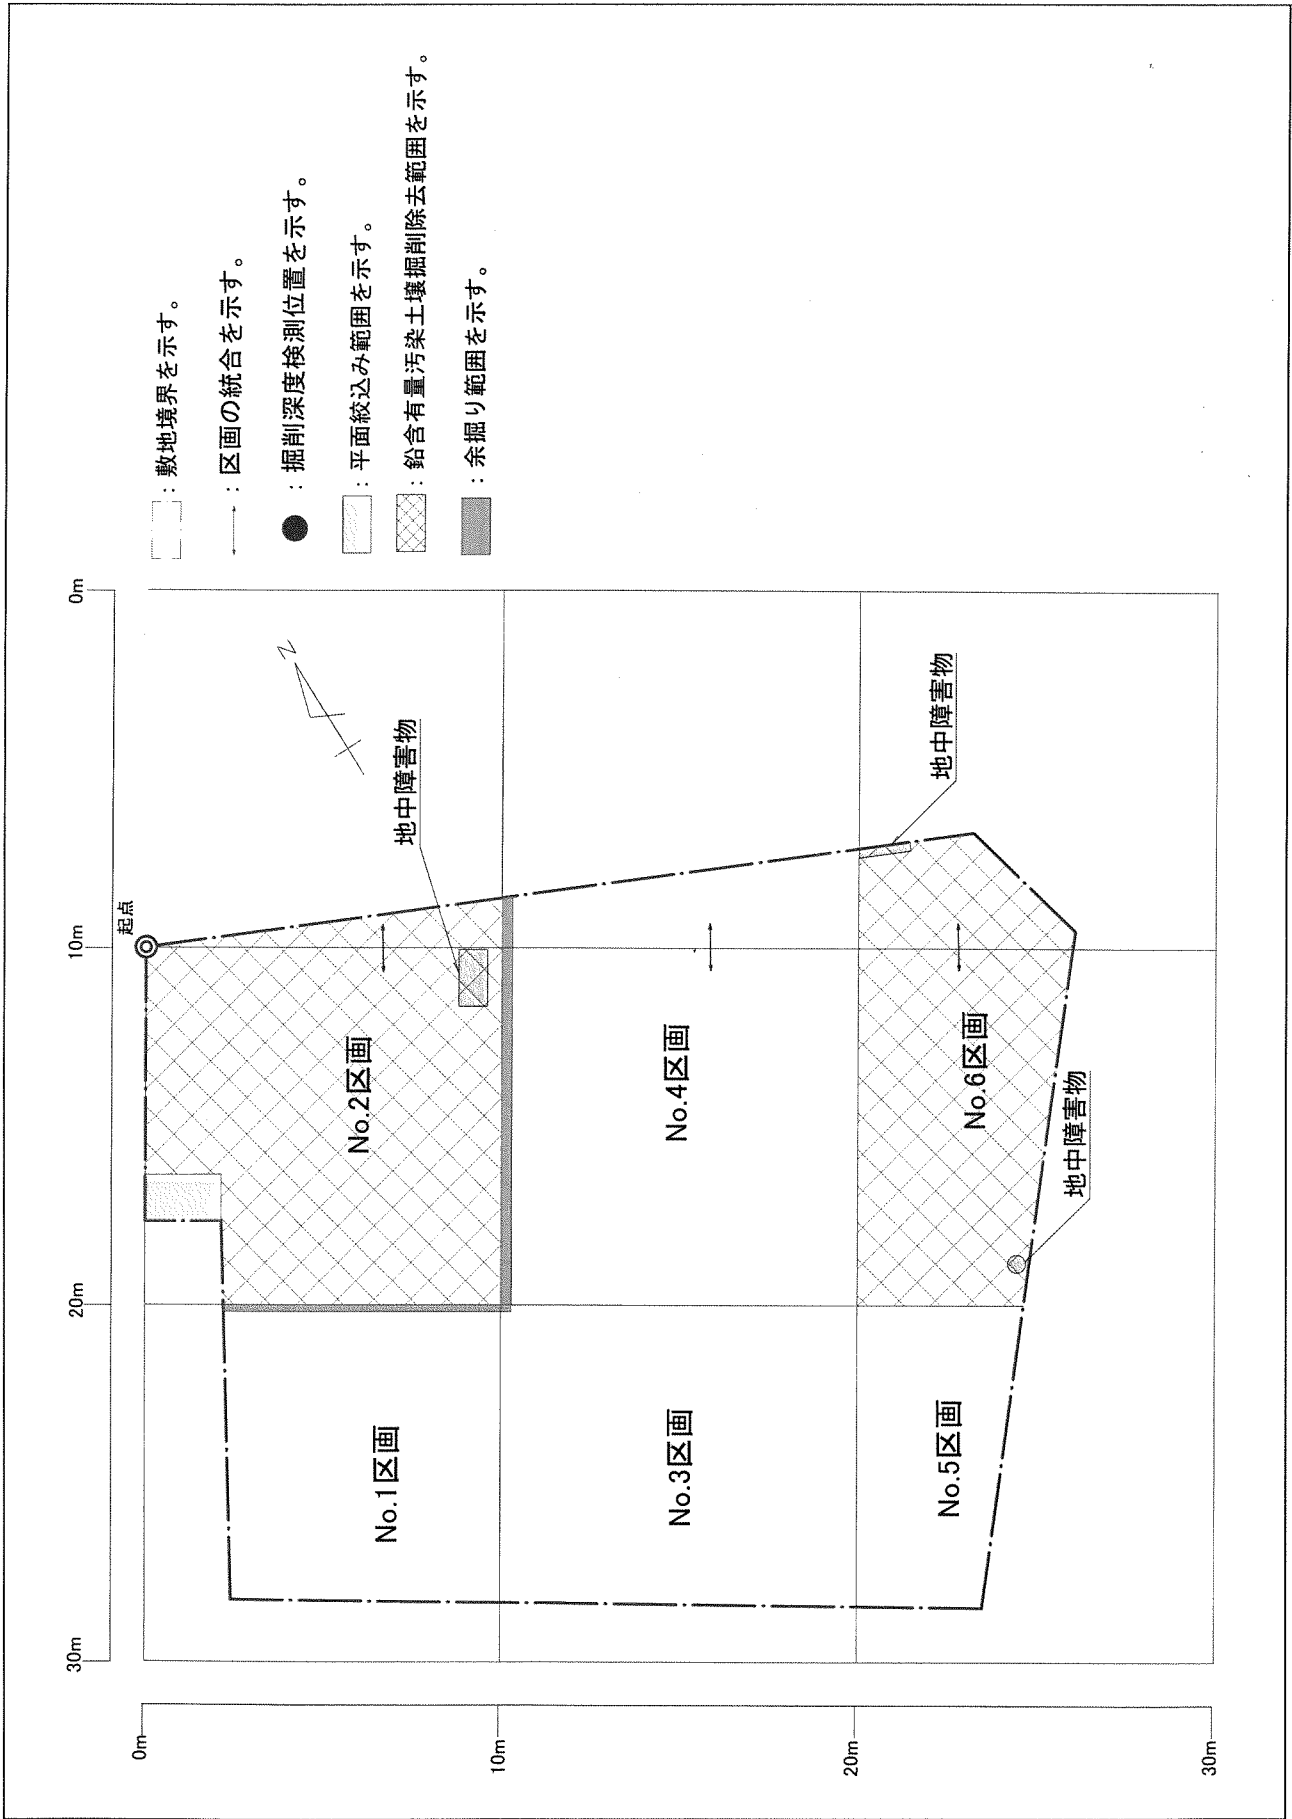 : 敷地境界を示す。
: 区画の統合を示す。
: 掘削深度検測位置を示す。
: 平面絞込み範囲を示す。
: 鉛含有量汚染土壌掘削除去範囲を示す。
: 余掘り範囲を示す。
0m
10m
20m
30m
起点
N
地中障害物
地中障害物
地中障害物
No.1区画
No.2区画
No.3区画
No.4区画
No.5区画
No.6区画
0m
10m
20m
30m